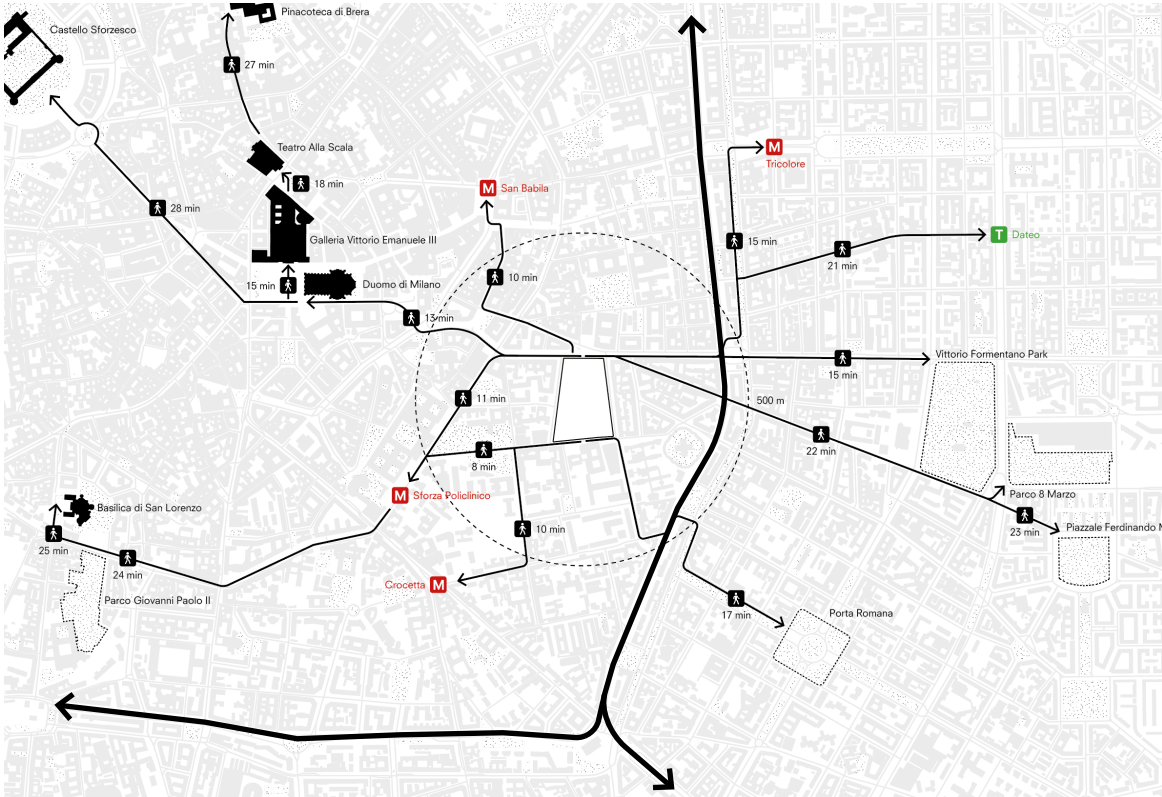 Pinacoteca di Brera
Castello Sforzesco
27 min
Teatro Alla Scala
M
Tricolore
18 min
M San Babila
28 min
T Dateo
Galleria Vittorio Emanuele III
15 min
21 min
10 min
15 min
Duomo di Milano
13 min
Vittorio Formentano Park
15 min
11 min
500 m
22 min
8 min
M Sforza Policlinico
Parco 8 Marzo
Basilica di San Lorenzo
10 min
23 min
Piazzale Ferdinando M
25 min
24 min
Crocetta M
Parco Giovanni Paolo II
17 min
Porta Romana